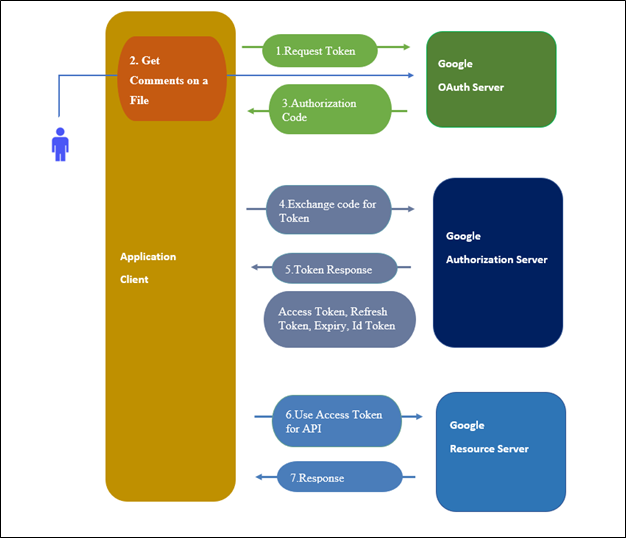 2. Get
Comments on a
File
1.Request Token
Google
OAuth Server
3.Authorization
Code
4.Exchange code for
Token
Google
Authorization Server
Application
Client
5.Token Response
Access Token, Refresh
Token, Expiry, Id Token
6.Use Access Token
for API
Google
Resource Server
7.Response